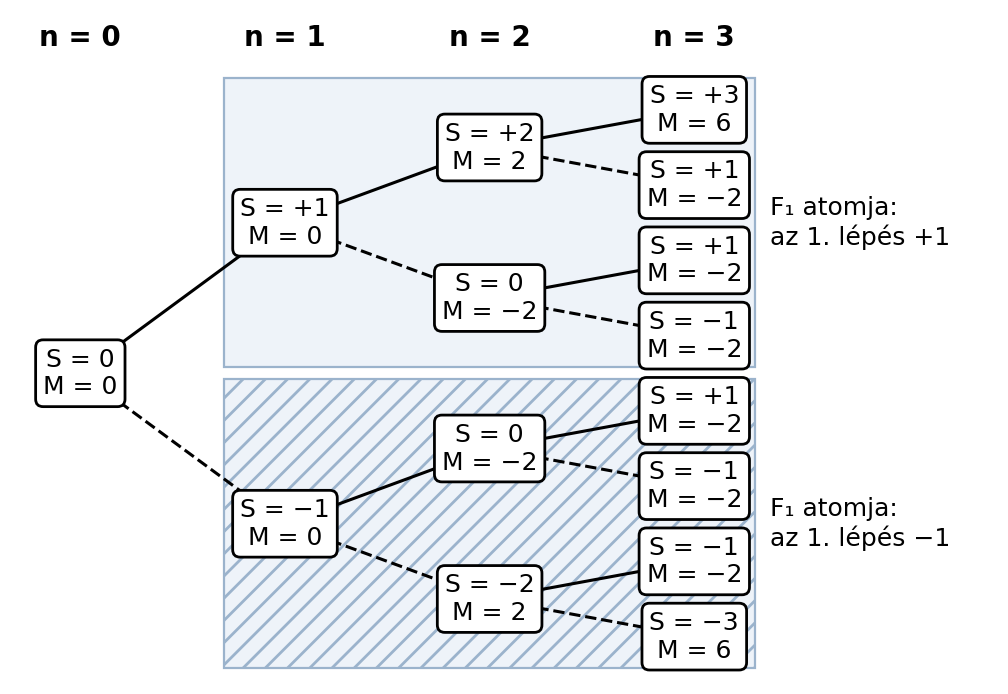 n = 0
n = 1
n = 2
n = 3
S = 0
M = 0
S = +1
M = 0
S = −1
M = 0
S = +2
M = 2
S = 0
M = −2
S = 0
M = −2
S = −2
M = 2
S = +3
M = 6
S = +1
M = −2
S = +1
M = −2
S = −1
M = −2
S = +1
M = −2
S = −1
M = −2
S = −1
M = −2
S = −3
M = 6
F₁ atomja:
az 1. lépés +1
F₁ atomja:
az 1. lépés −1